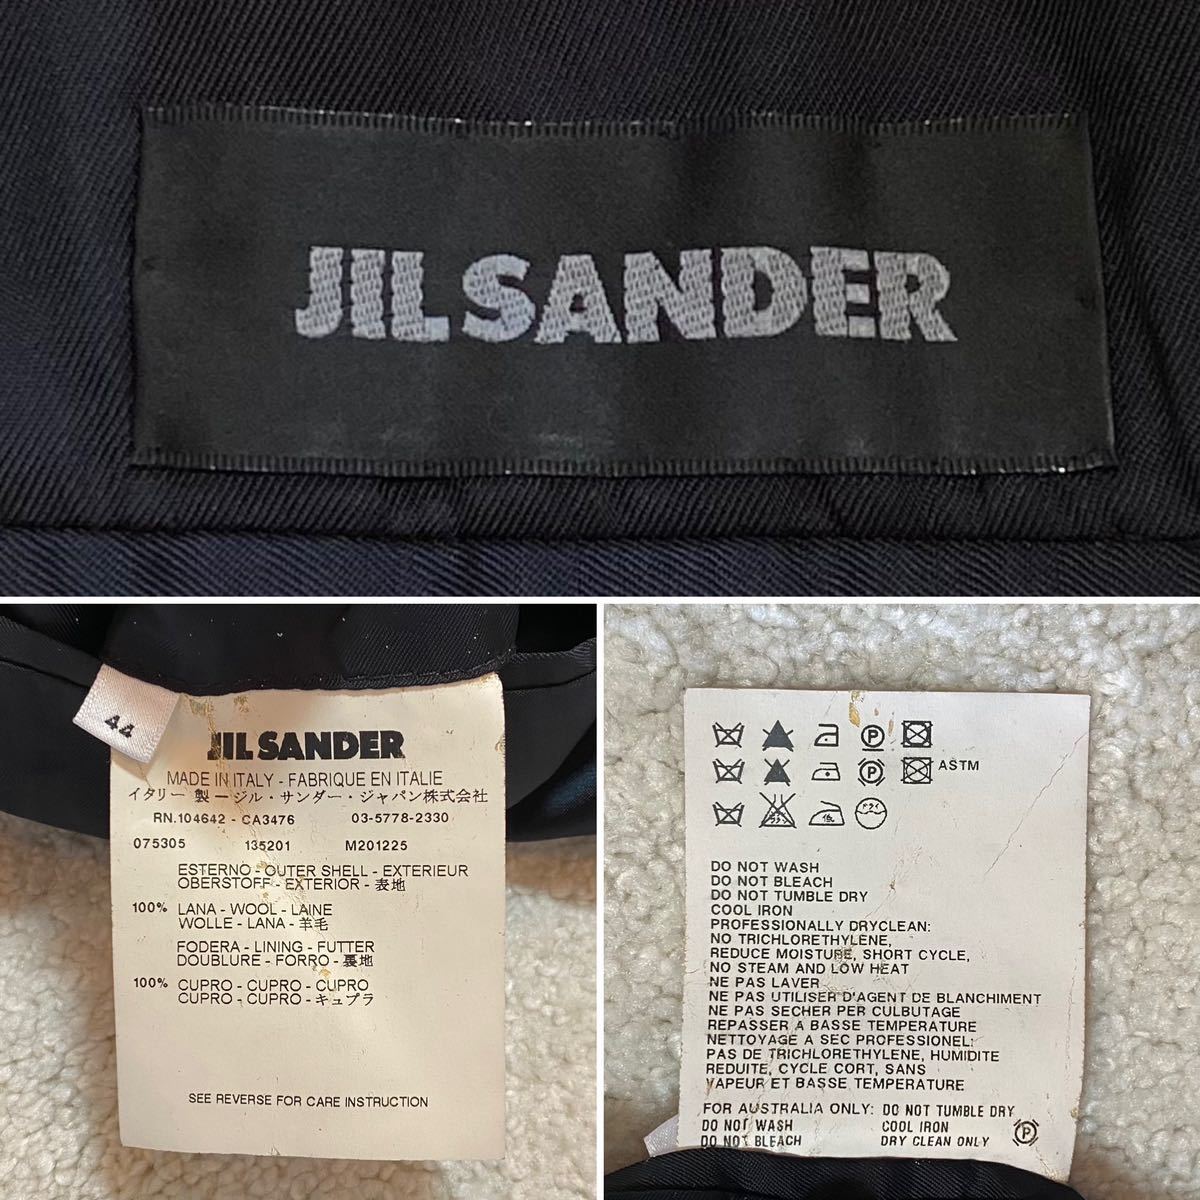 JIL SANDER
44
JIL SANDER
MADE IN ITALY - FABRIQUE EN ITALIE
イタリー 製 ー ジル・サンダー・ジャパン株式会社
RN.104642 - CA3476 03-5778-2330
075305 135201 M201225
ESTERNO - OUTER SHELL - EXTERIEUR
OBERSTOFF - EXTERIOR - 表地
100% LANA - WOOL - LAINE
WOLLE - LANA - 羊毛
FODERA - LINING - FUTTER
DOUBLURE - FORRO - 裏地
100% CUPRO - CUPRO - CUPRO
CUPRO - CUPRO - キュプラ
SEE REVERSE FOR CARE INSTRUCTION
P
P ASTM
ドライ
DO NOT WASH
DO NOT BLEACH
DO NOT TUMBLE DRY
COOL IRON
PROFESSIONALLY DRYCLEAN:
NO TRICHLORETHYLENE,
REDUCE MOISTURE, SHORT CYCLE,
NO STEAM AND LOW HEAT
NE PAS LAVER
NE PAS UTILISER D'AGENT DE BLANCHIMENT
NE PAS SECHER PER CULBUTAGE
REPASSER A BASSE TEMPERATURE
NETTOYAGE A SEC PROFESSIONEL:
PAS DE TRICHLORETHYLENE, HUMIDITE
REDUITE, CYCLE CORT, SANS
VAPEUR ET BASSE TEMPERATURE
FOR AUSTRALIA ONLY: DO NOT TUMBLE DRY
DO NOT WASH COOL IRON
DO NOT BLEACH DRY CLEAN ONLY P